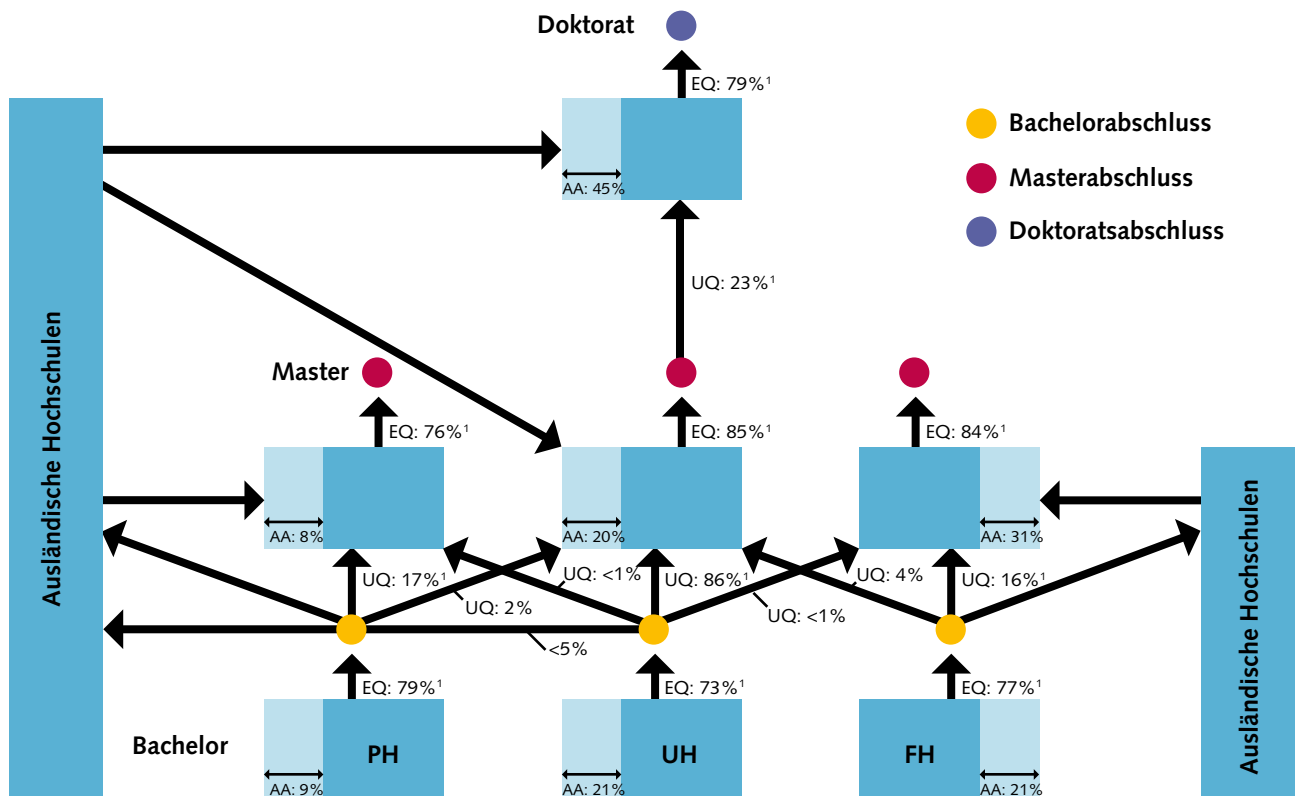 Doktorat
EQ: 79%¹
Bachelorabschluss
Masterabschluss
Doktoratsabschluss
AA: 45%
UQ: 23%¹
Ausländische Hochschulen
Master
EQ: 76%¹
EQ: 85%¹
EQ: 84%¹
AA: 8%
AA: 20%
AA: 31%
UQ: 17%¹
UQ: <1%
UQ: 86%¹
UQ: 4%
UQ: 16%¹
UQ: 2%
UQ: <1%
<5%
Ausländische Hochschulen
EQ: 79%¹
EQ: 73%¹
EQ: 77%¹
Bachelor
PH
UH
FH
AA: 9%
AA: 21%
AA: 21%